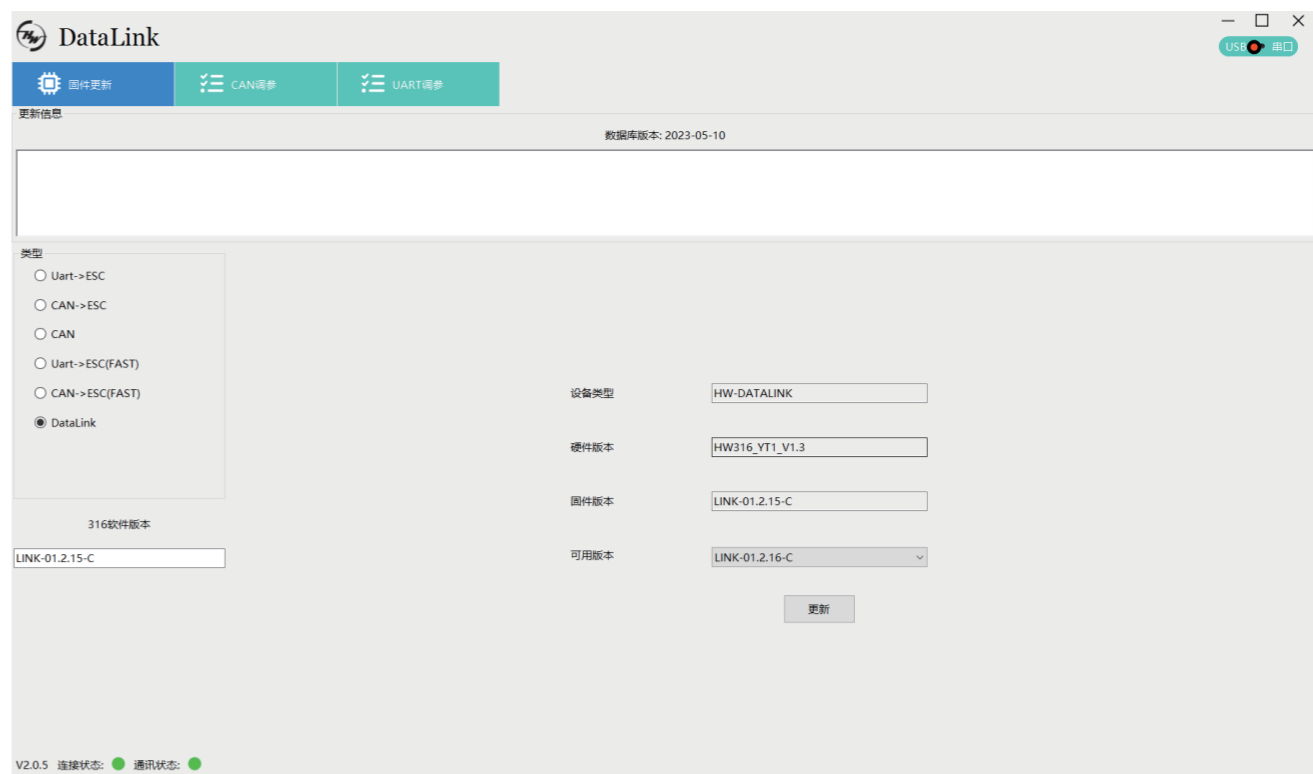 HW DataLink
USB 串口
固件更新 CAN调参 UART调参
更新信息
数据库版本: 2023-05-10
类型
Uart->ESC
CAN->ESC
CAN
Uart->ESC(FAST)
CAN->ESC(FAST)
DataLink
316软件版本
LINK-01.2.15-C
设备类型 HW-DATALINK
硬件版本 HW316_YT1_V1.3
固件版本 LINK-01.2.15-C
可用版本 LINK-01.2.16-C
更新
V2.0.5 连接状态: 通讯状态: